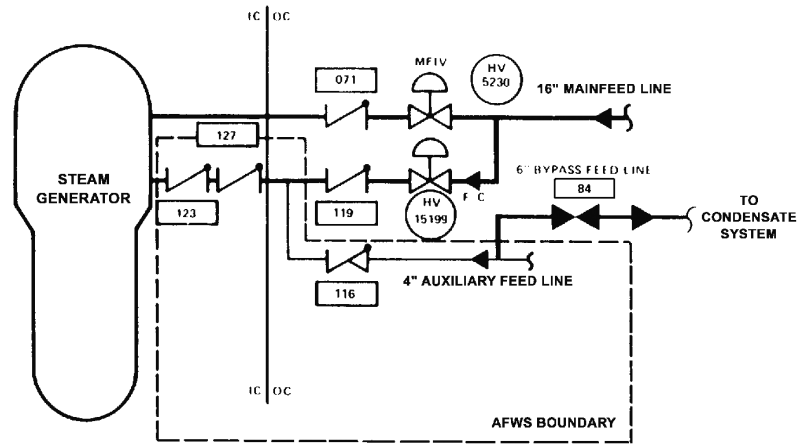 IC OC
071
MFIV
HV
5230
16" MAINFEED LINE
127
STEAM
GENERATOR
123
119
HV
15199
F C
6" BYPASS FEED LINE
84
TO
CONDENSATE
SYSTEM
116
4" AUXILIARY FEED LINE
IC OC
AFWS BOUNDARY